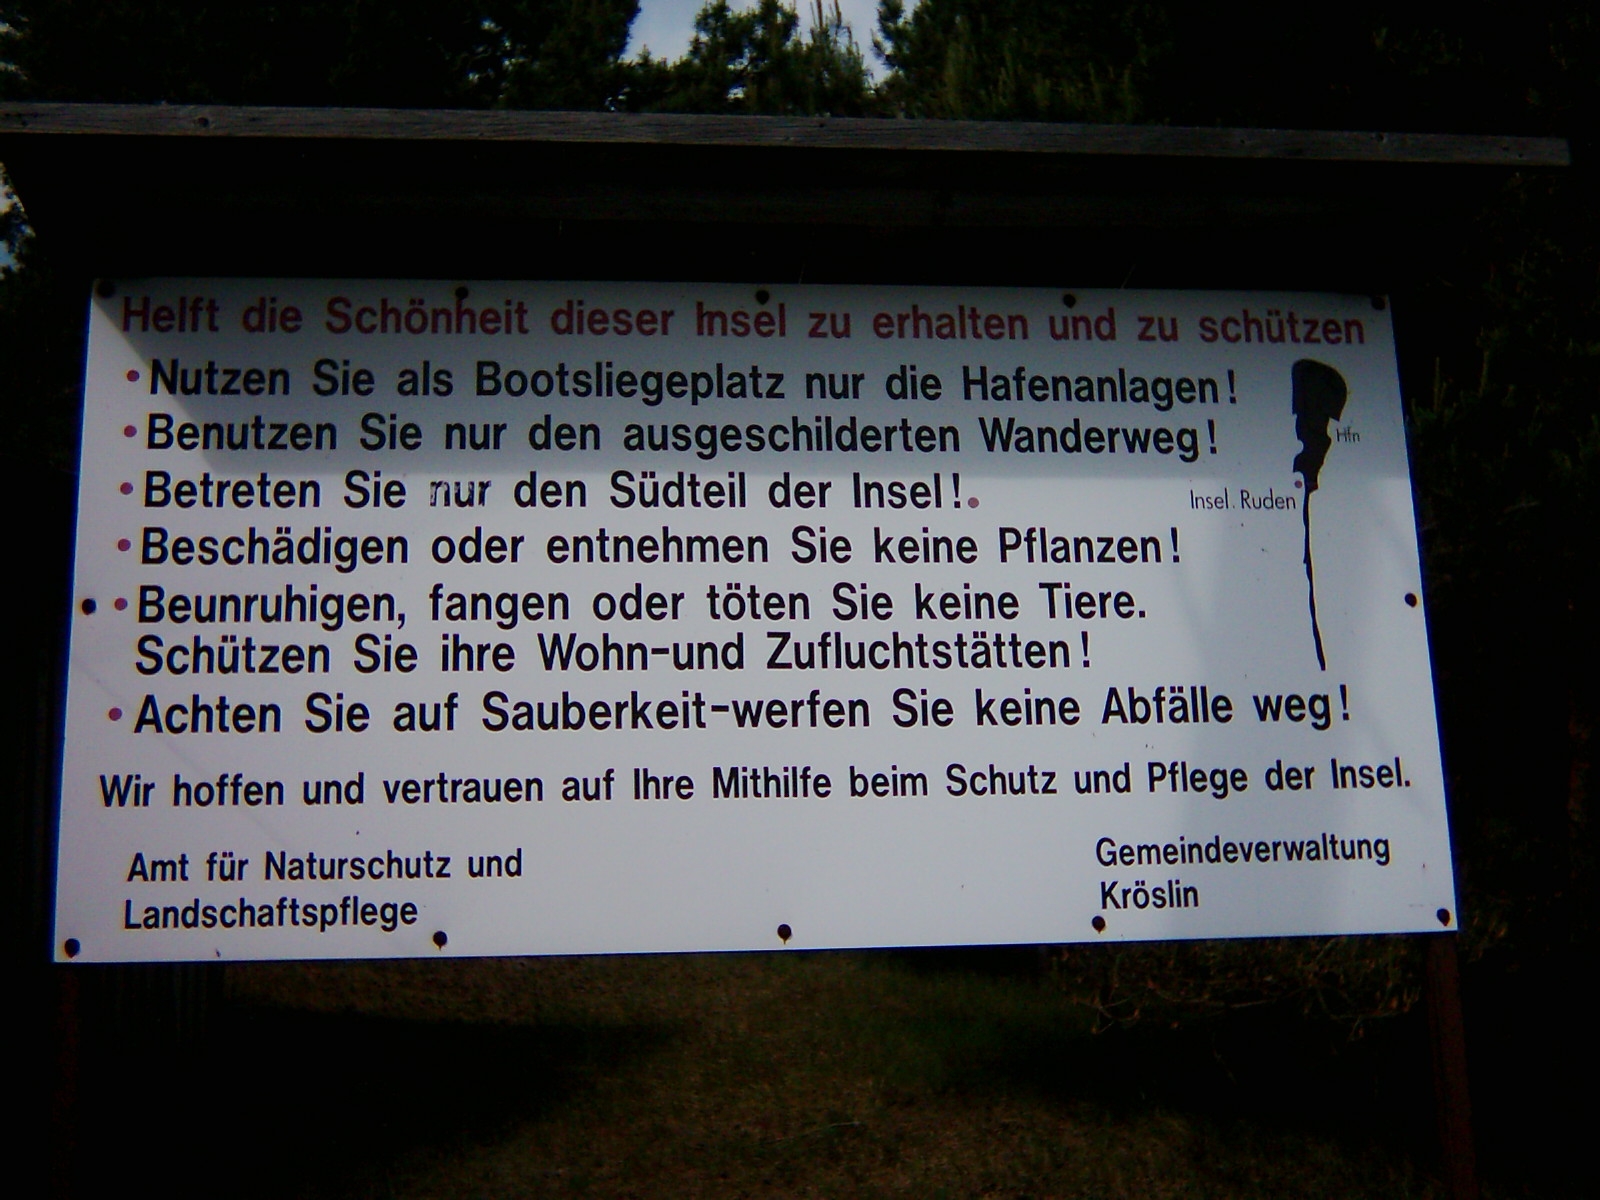 Helft die Schönheit dieser Insel zu erhalten und zu schützen
• Nutzen Sie als Bootsliegeplatz nur die Hafenanlagen!
• Benutzen Sie nur den ausgeschilderten Wanderweg!
Hfn
• Betreten Sie nur den Südteil der Insel!.
Insel. Ruden
• Beschädigen oder entnehmen Sie keine Pflanzen!
• Beunruhigen, fangen oder töten Sie keine Tiere.
Schützen Sie ihre Wohn-und Zufluchtstätten!
• Achten Sie auf Sauberkeit-werfen Sie keine Abfälle weg!
Wir hoffen und vertrauen auf Ihre Mithilfe beim Schutz und Pflege der Insel.
Amt für Naturschutz und
Landschaftspflege
Gemeindeverwaltung
Kröslin